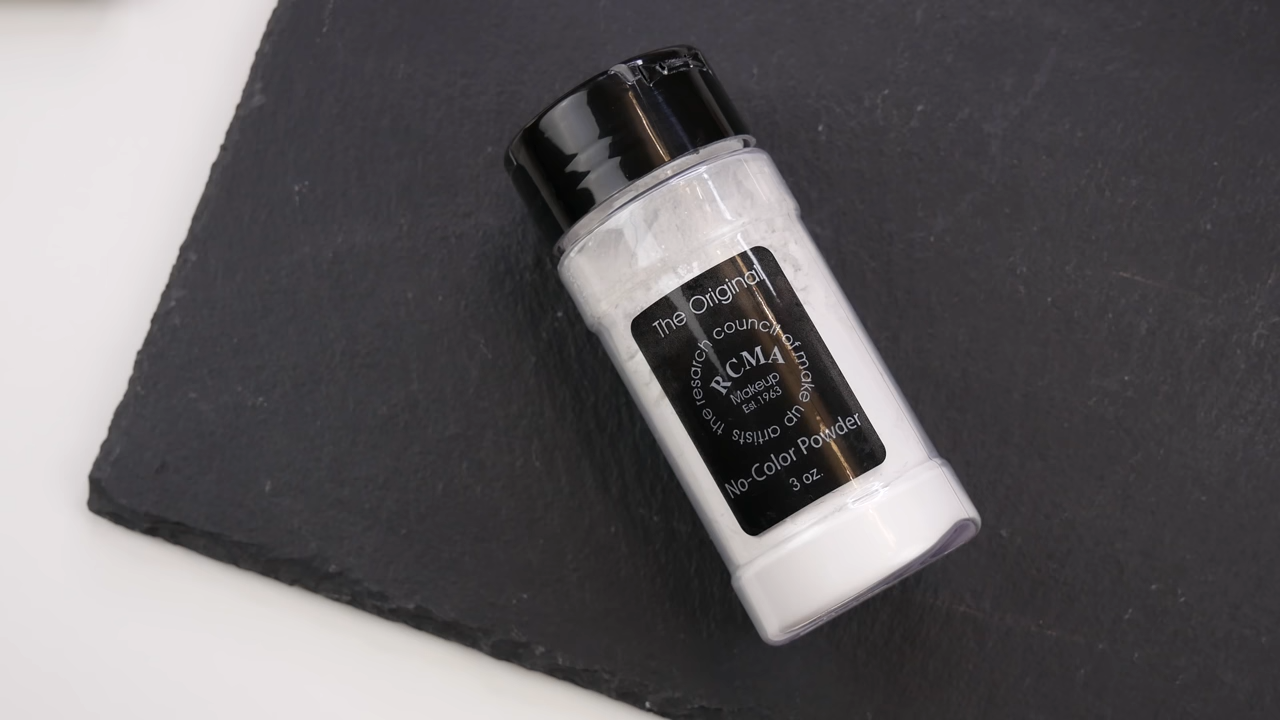 The Original
the resarch council of make up artists
RCMA
Makeup
Est 1963
No-Color Powder
3 oz.